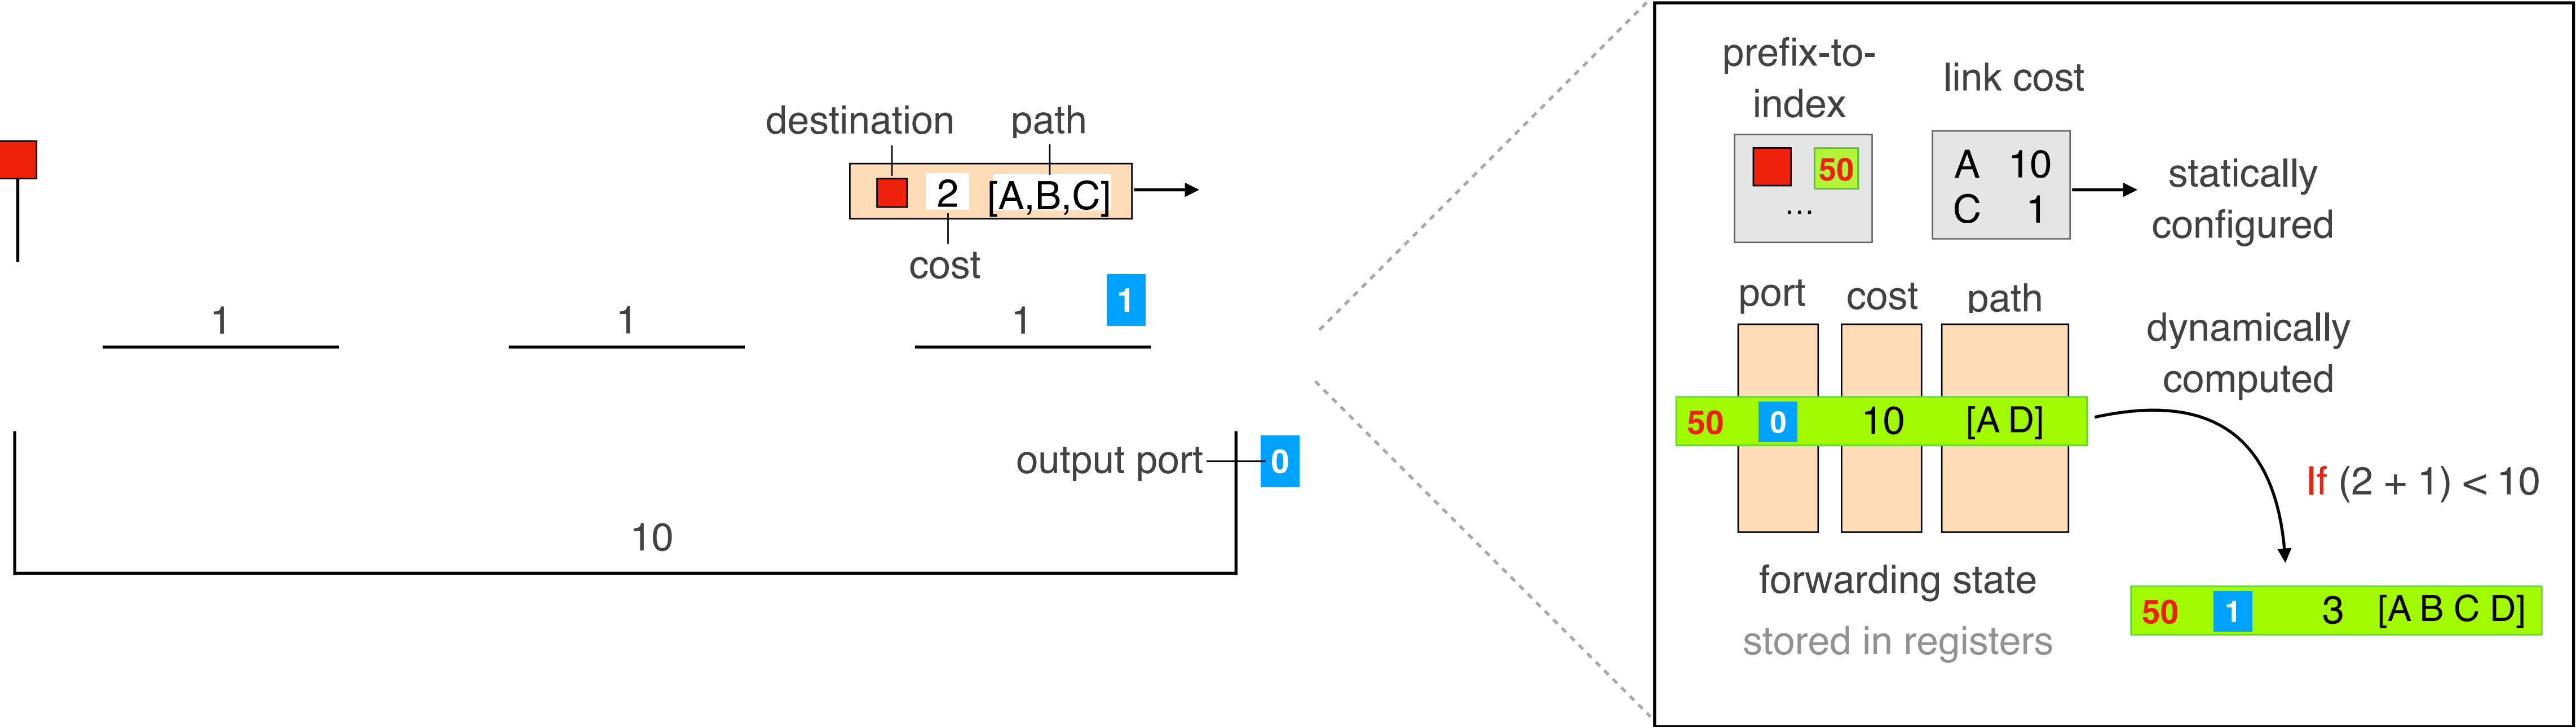 destination path
2 [A,B,C]
cost
1
1
1
1
output port 0
10
prefix-to-
index
50
...
link cost
A 10
C 1
statically
configured
port cost path
50 0 10 [A D]
dynamically
computed
If (2 + 1) < 10
forwarding state
stored in registers
50 1 3 [A B C D]